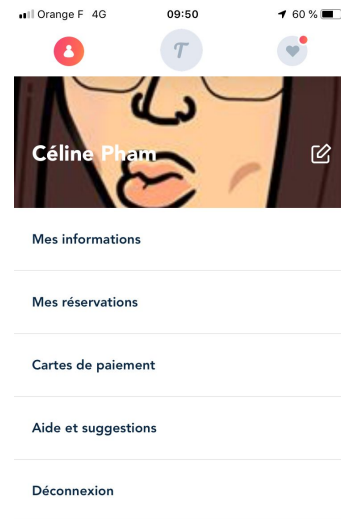 Orange F 4G 09:50 60 %
T
Céline Pham
Mes informations
Mes réservations
Cartes de paiement
Aide et suggestions
Déconnexion